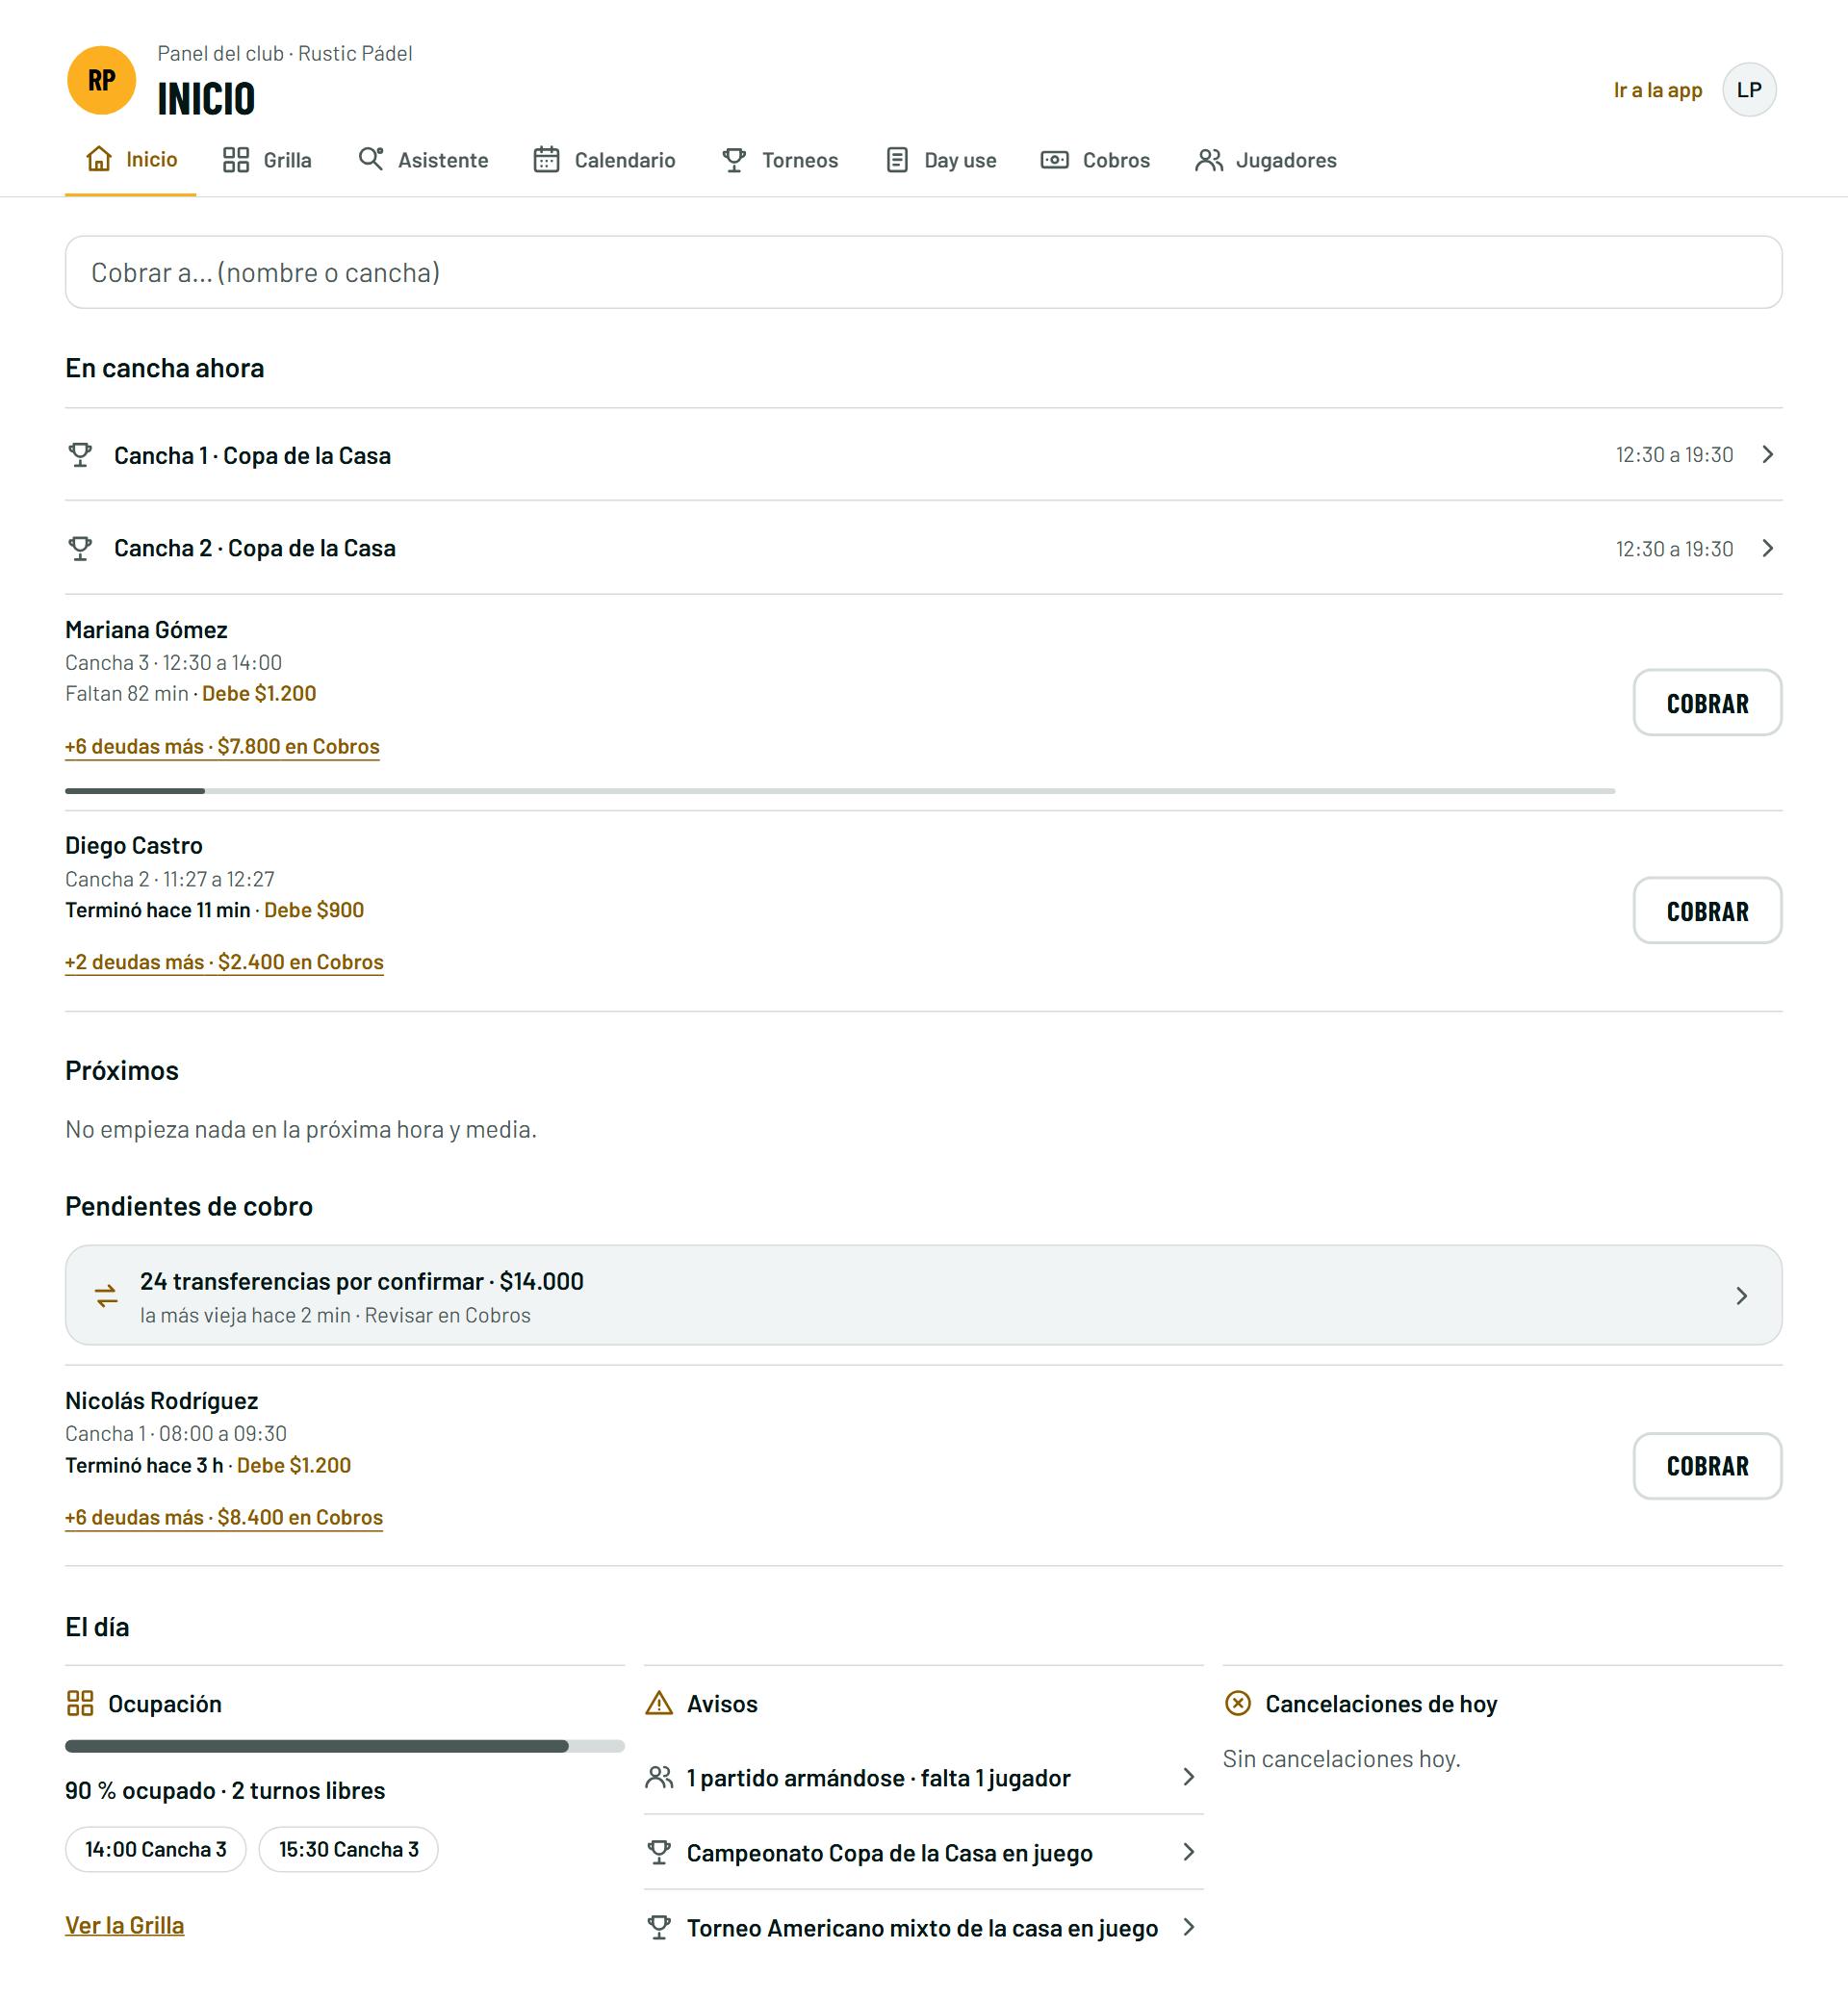 RP
Panel del club · Rustic Pádel
INICIO
Ir a la app
LP
Inicio
Grilla
Asistente
Calendario
Torneos
Day use
Cobros
Jugadores
Cobrar a... (nombre o cancha)
En cancha ahora
Cancha 1 · Copa de la Casa
12:30 a 19:30
Cancha 2 · Copa de la Casa
12:30 a 19:30
Mariana Gómez
Cancha 3 · 12:30 a 14:00
Faltan 82 min · Debe $1.200
+6 deudas más · $7.800 en Cobros
COBRAR
Diego Castro
Cancha 2 · 11:27 a 12:27
Terminó hace 11 min · Debe $900
+2 deudas más · $2.400 en Cobros
COBRAR
Próximos
No empieza nada en la próxima hora y media.
Pendientes de cobro
24 transferencias por confirmar · $14.000
la más vieja hace 2 min · Revisar en Cobros
Nicolás Rodríguez
Cancha 1 · 08:00 a 09:30
Terminó hace 3 h · Debe $1.200
+6 deudas más · $8.400 en Cobros
COBRAR
El día
Ocupación
90 % ocupado · 2 turnos libres
14:00 Cancha 3
15:30 Cancha 3
Ver la Grilla
Avisos
1 partido armándose · falta 1 jugador
Campeonato Copa de la Casa en juego
Torneo Americano mixto de la casa en juego
Cancelaciones de hoy
Sin cancelaciones hoy.